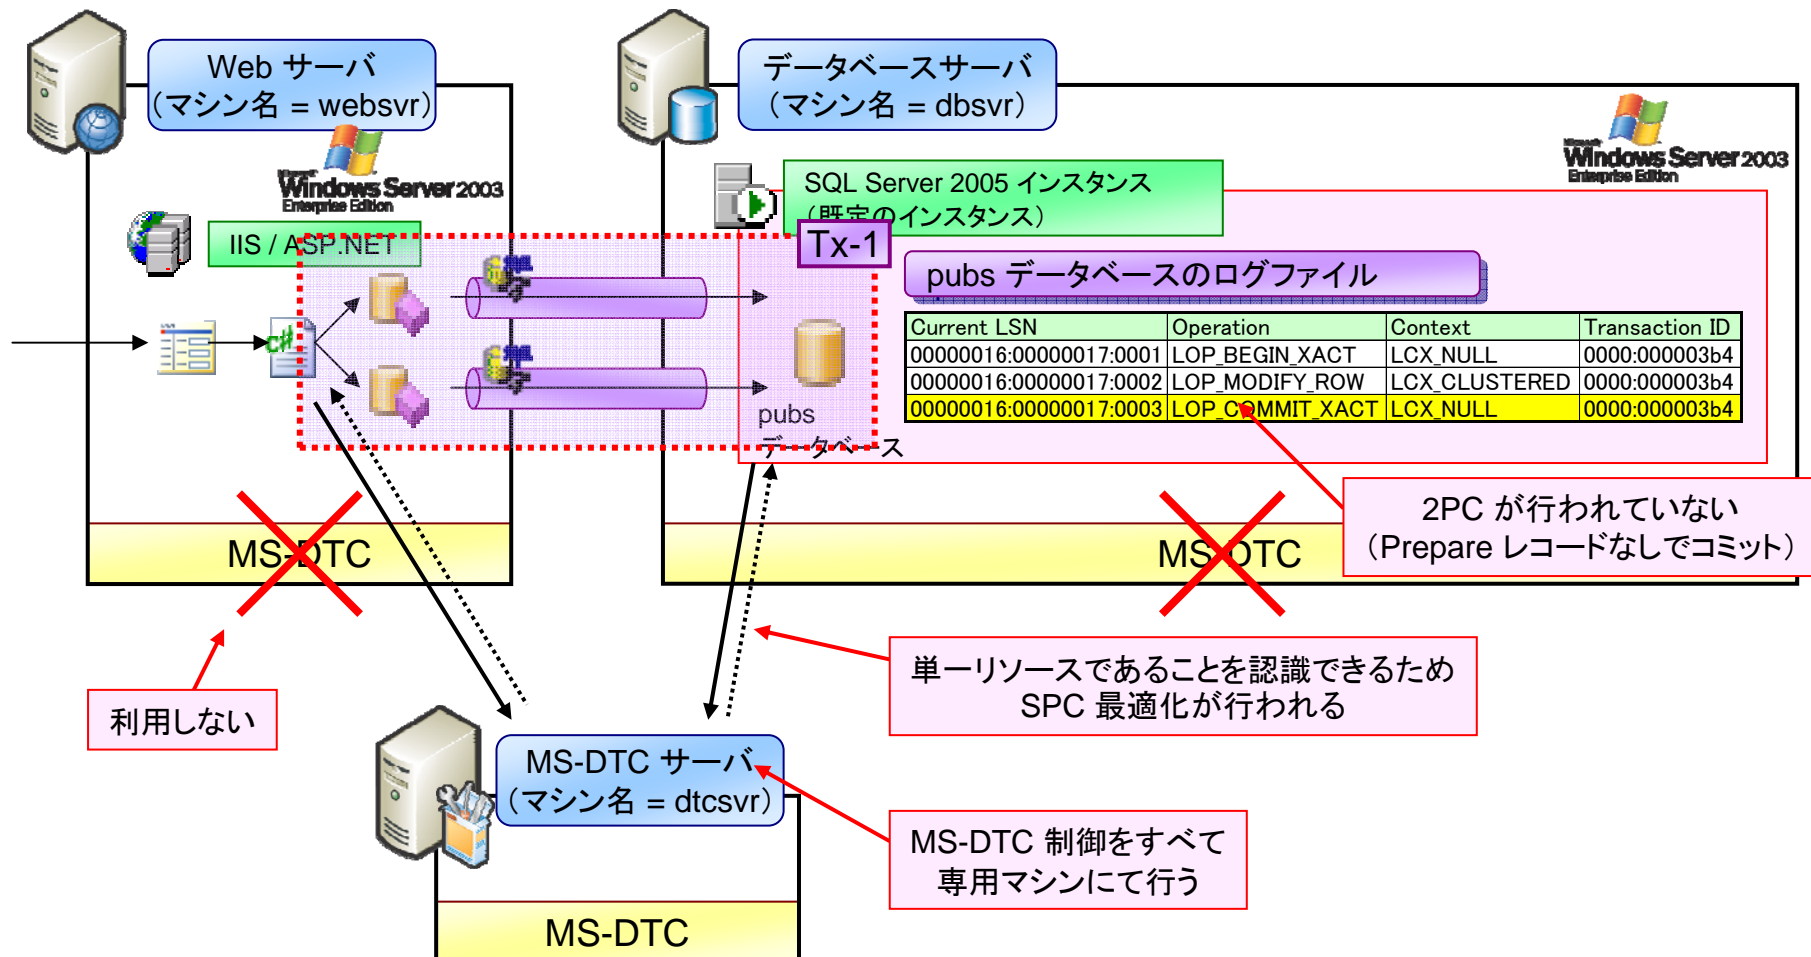 Web サーバ
（マシン名 = websvr）
データベースサーバ
（マシン名 = dbsvr）
Microsoft
Windows Server 2003
Enterprise Edition
Microsoft
Windows Server 2003
Enterprise Edition
SQL Server 2005 インスタンス
（既定のインスタンス）
IIS / ASP.NET
Tx-1
pubs データベースのログファイル
Current LSN Operation Context Transaction ID
00000016:00000017:0001 LOP_BEGIN_XACT LCX_NULL 0000:000003b4
00000016:00000017:0002 LOP_MODIFY_ROW LCX_CLUSTERED 0000:000003b4
00000016:00000017:0003 LOP_COMMIT_XACT LCX_NULL 0000:000003b4
C#
pubs
データベース
2PC が行われていない
（Prepare レコードなしでコミット）
MS-DTC
MS-DTC
単一リソースであることを認識できるため
SPC 最適化が行われる
利用しない
MS-DTC サーバ
（マシン名 = dtcsvr）
MS-DTC 制御をすべて
専用マシンにて行う
MS-DTC